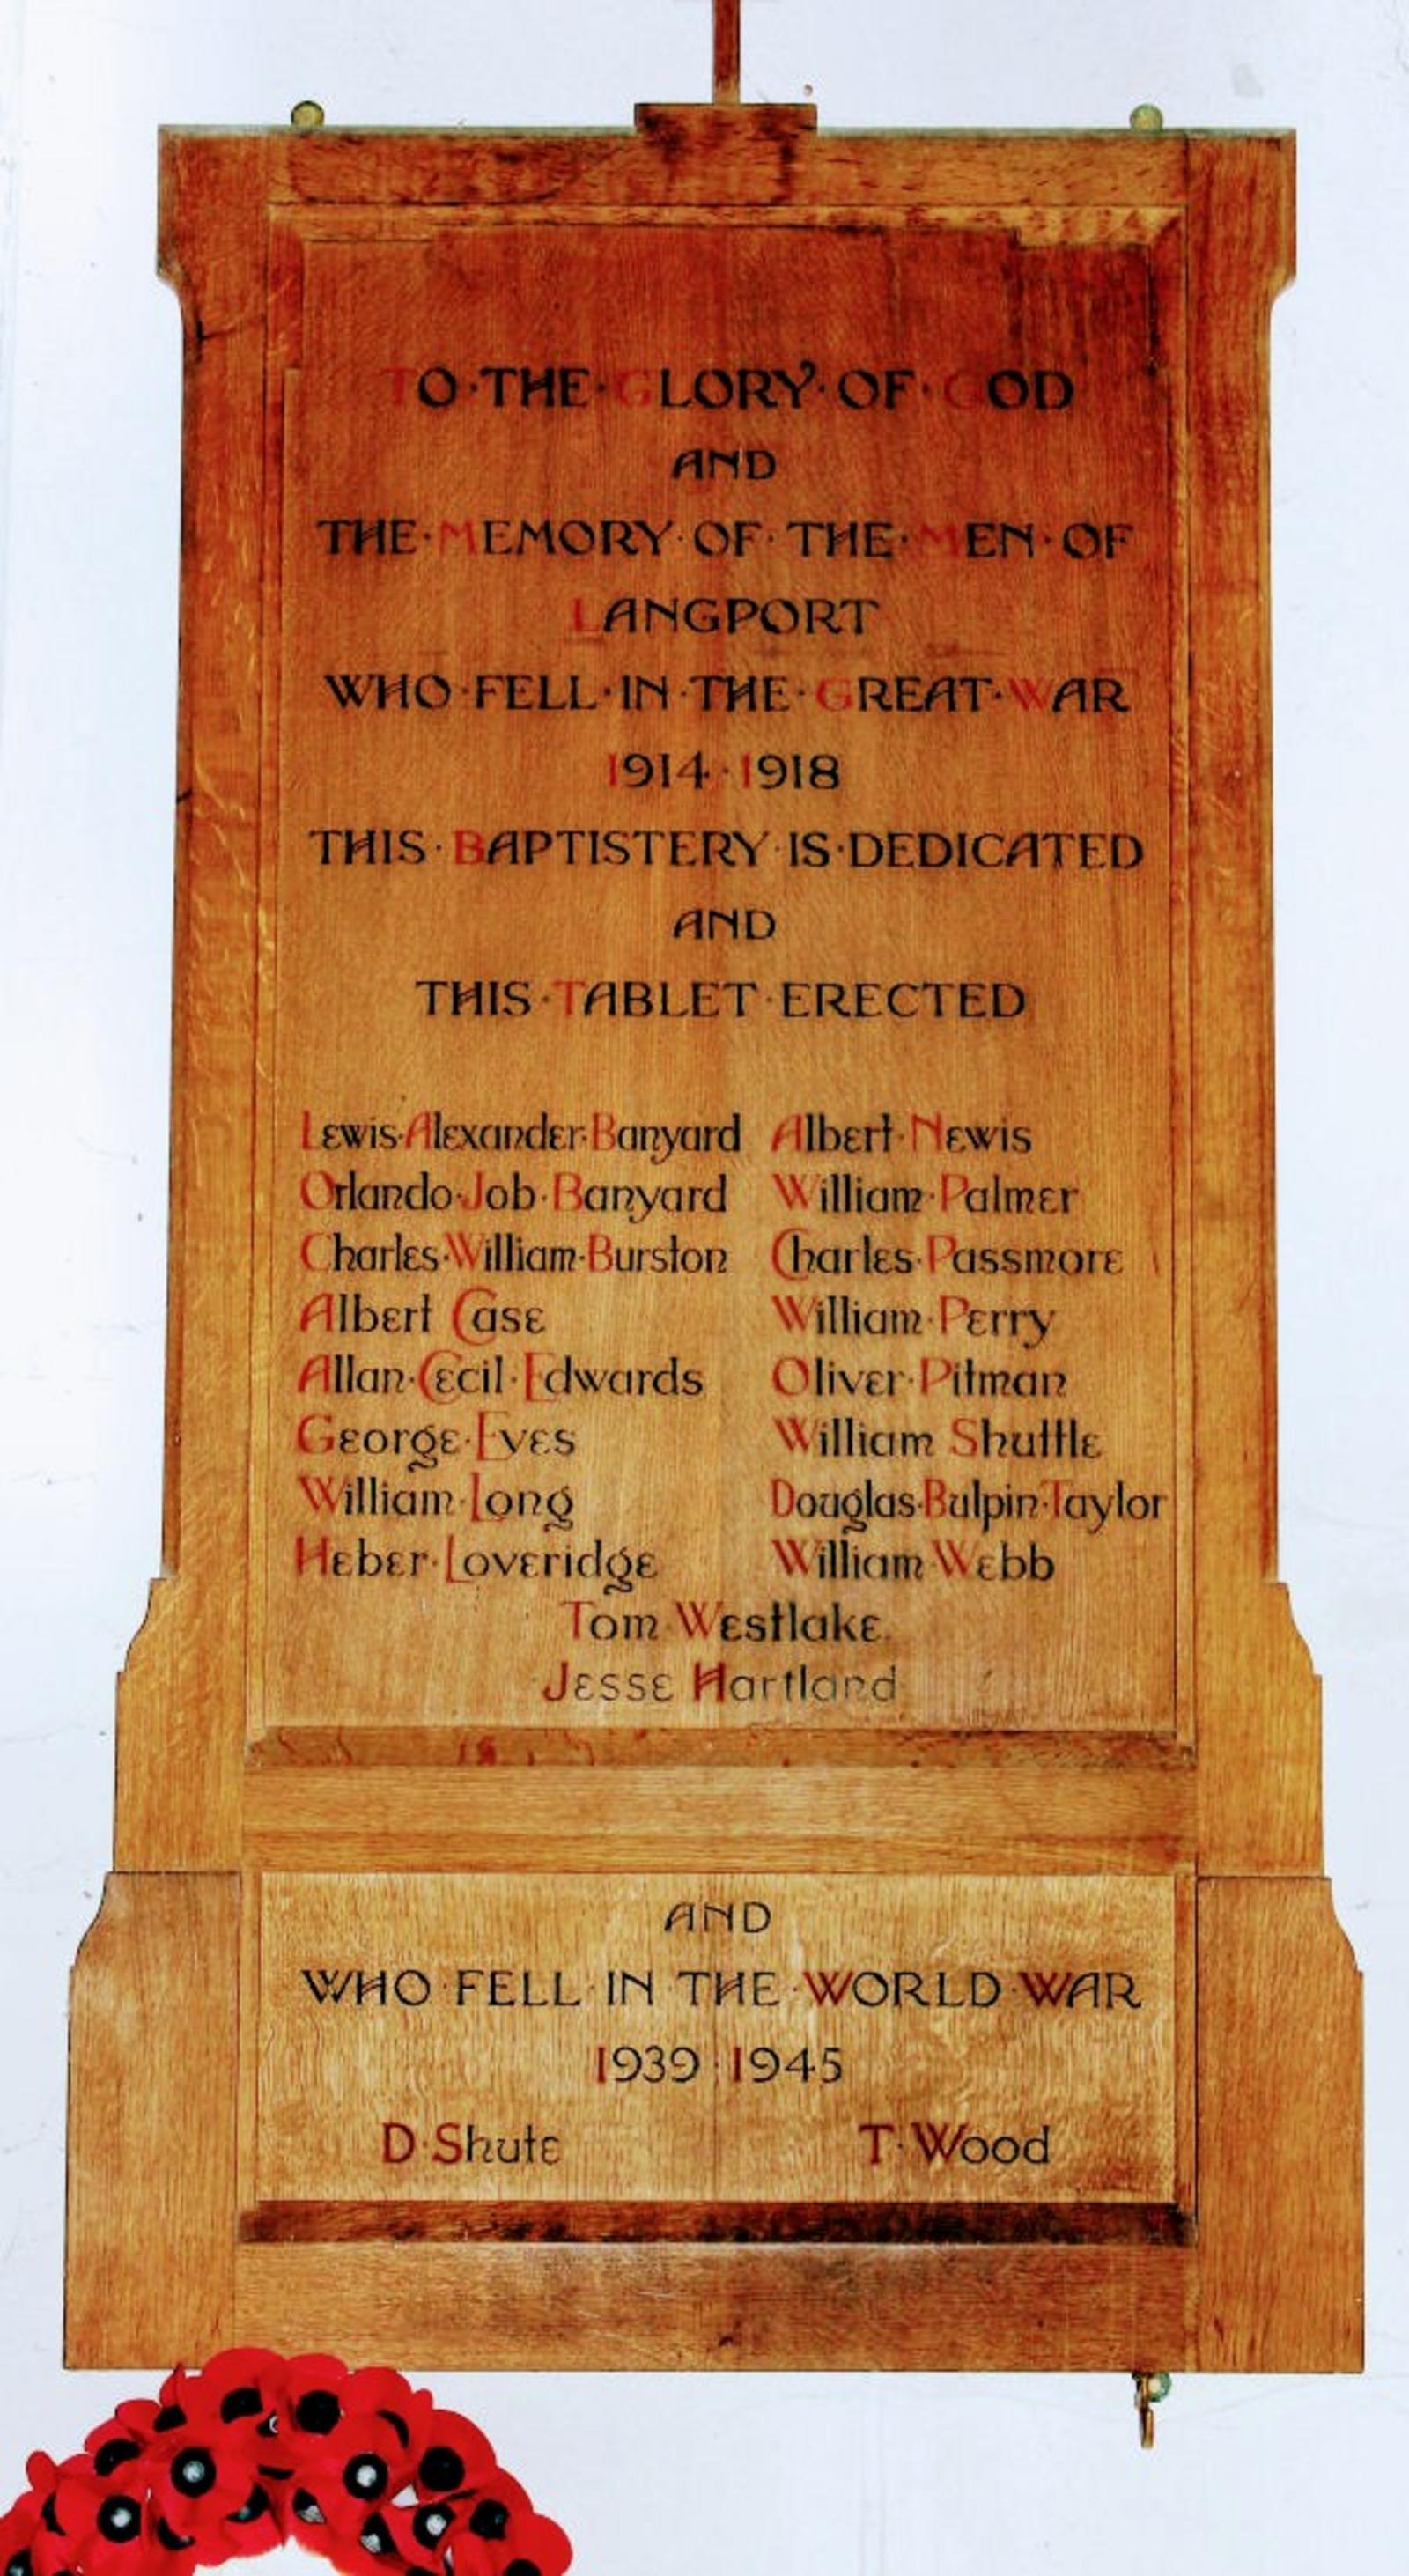 TO·THE·GLORY·OF·GOD
AND
THE·MEMORY·OF·THE·MEN·OF
LANGPORT
WHO·FELL·IN·THE·GREAT·WAR
1914·1918
THIS·BAPTISTERY·IS·DEDICATED
AND
THIS·TABLET·ERECTED
Lewis·Alexander·Banyard
Orlando·Job·Banyard
Charles·William·Burston
Albert Case
Allan·Cecil·Edwards
George·Eves
William·Long
Heber·Loveridge
Albert·Newis
William·Palmer
Charles·Passmore
William·Perry
Oliver·Pitman
William Shuttle
Douglas·Bulpin·Taylor
William·Webb
Tom·Westlake
Jesse Hartland
AND
WHO·FELL·IN·THE·WORLD·WAR
1939·1945
D·Shute
T·Wood